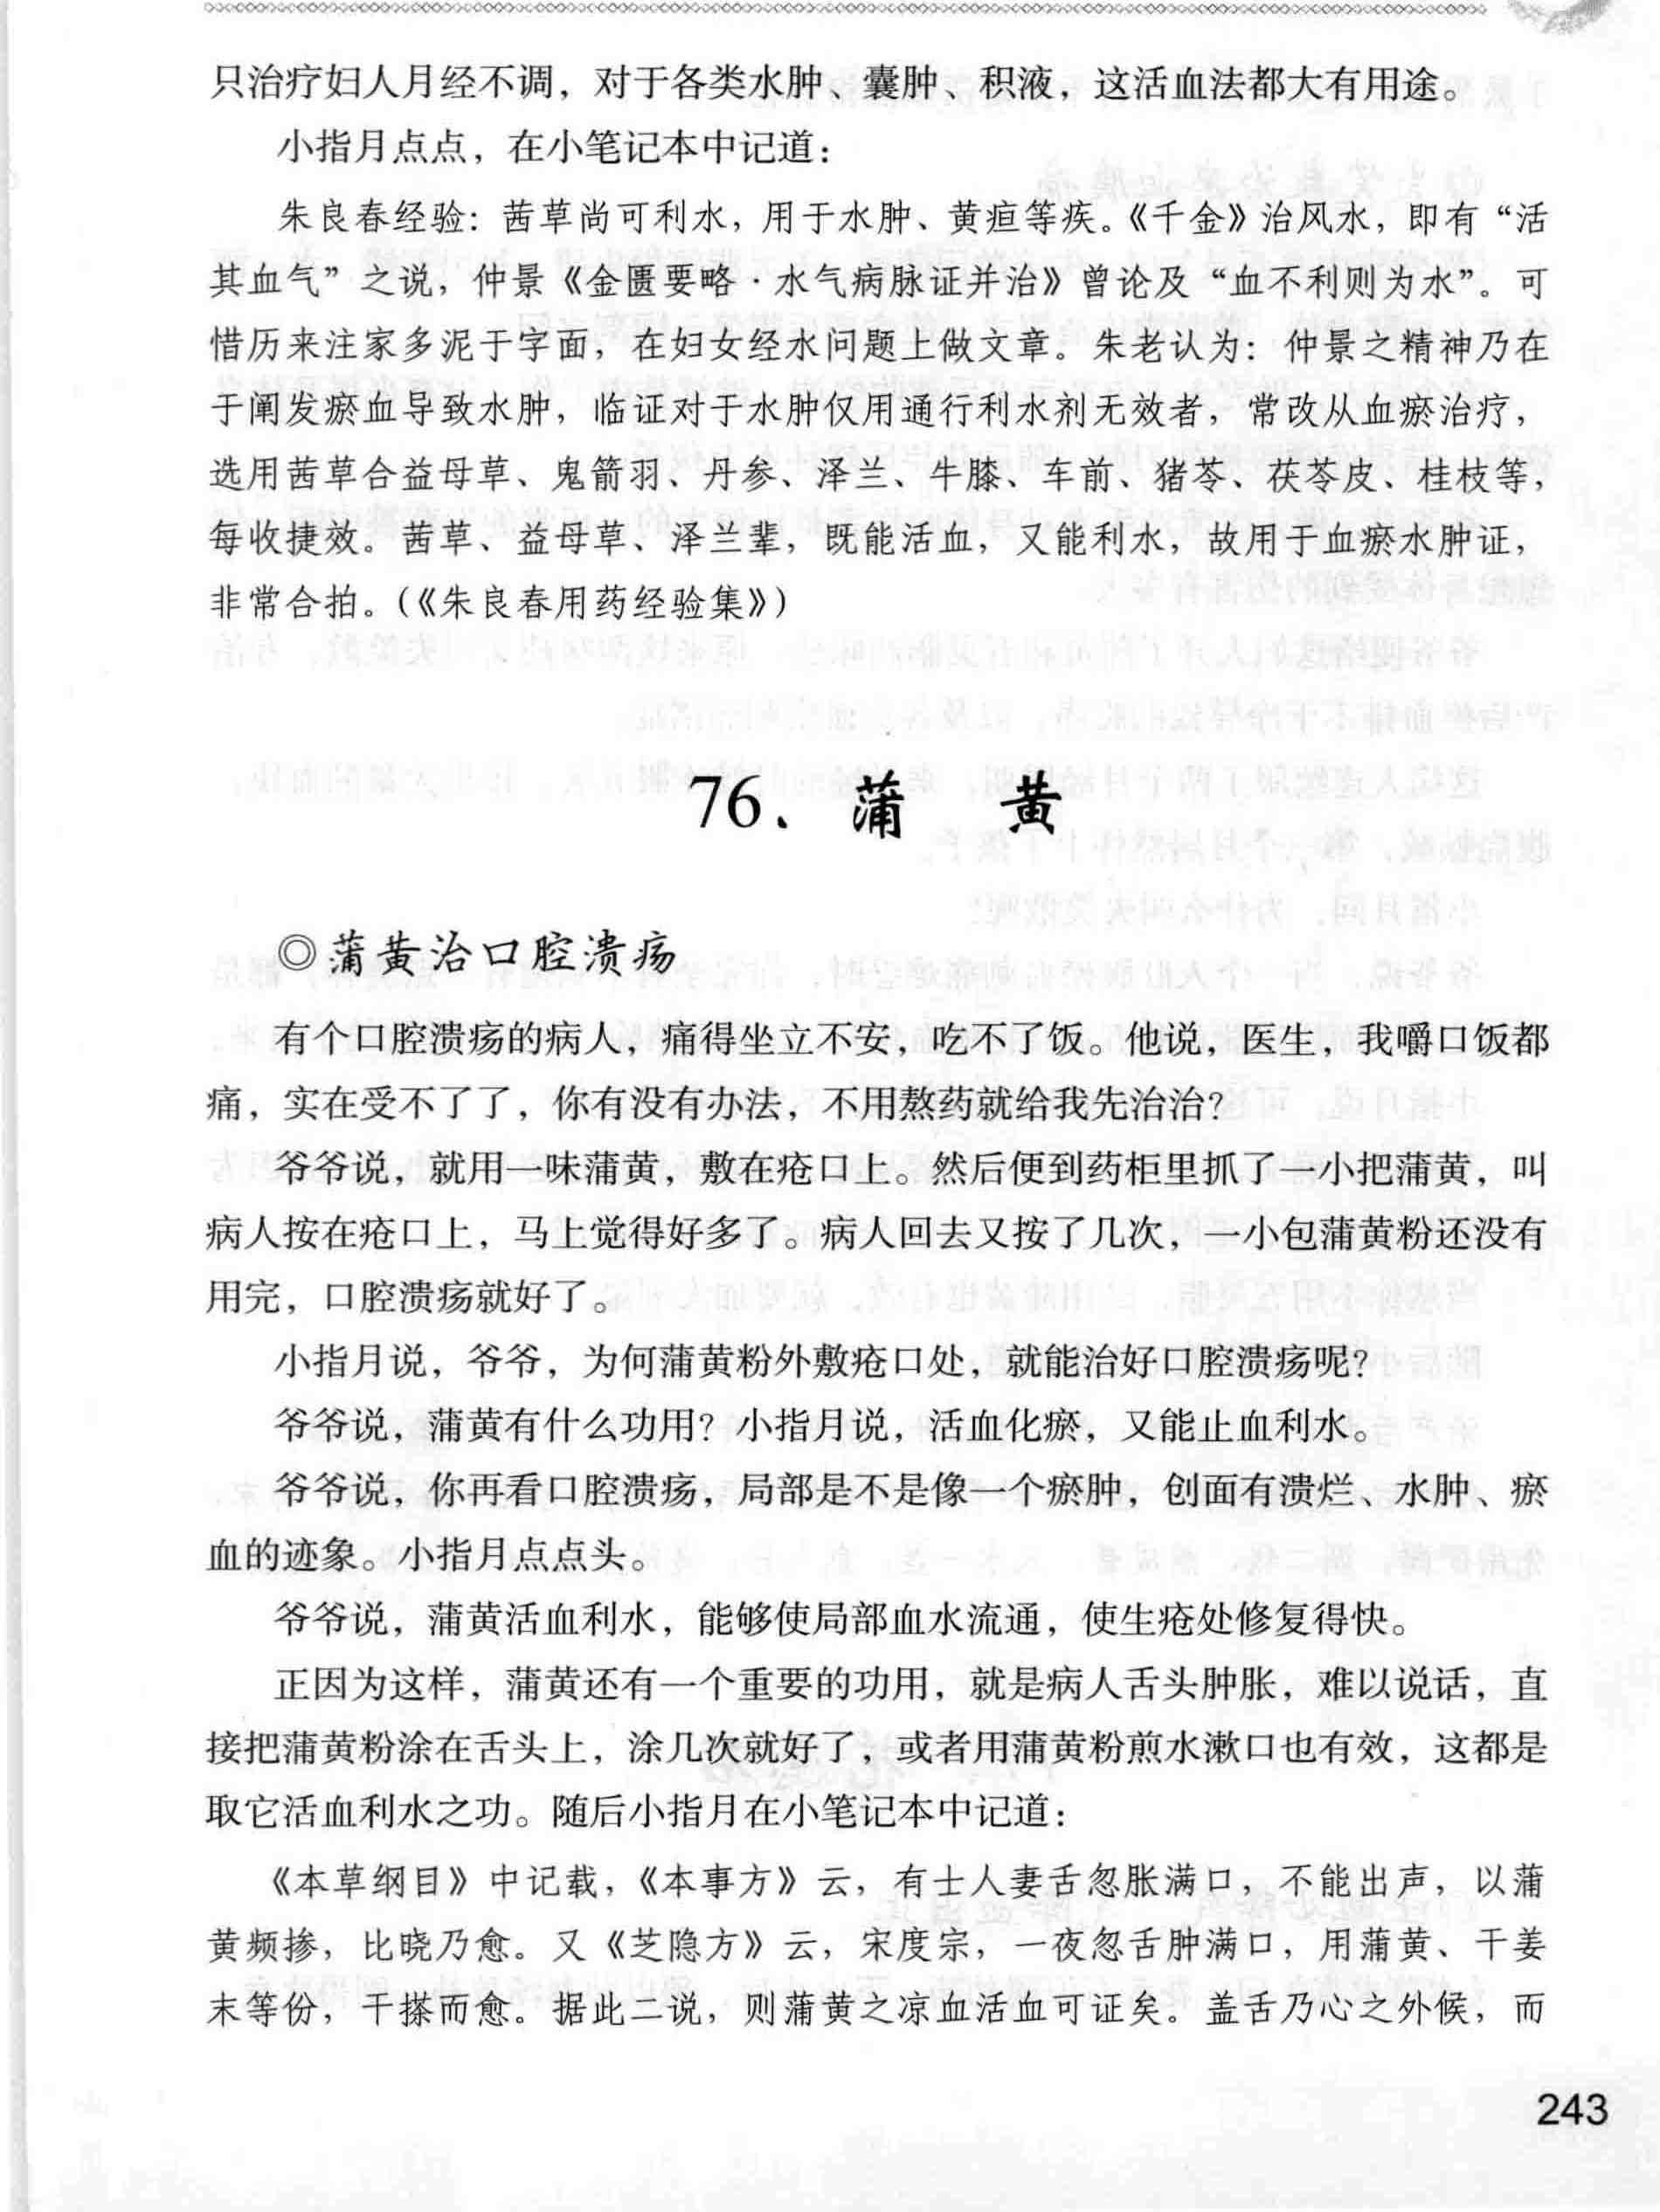 只治疗妇人月经不调，对于各类水肿、囊肿、积液，这活血法都大有用途。
小指月点点，在小笔记本中记道：
朱良春经验：茜草尚可利水，用于水肿、黄疸等疾。《千金》治风水，即有“活
其血气”之说，仲景《金匮要略·水气病脉证并治》曾论及“血不利则为水”。可
惜历来注家多泥于字面，在妇女经水问题上做文章。朱老认为：仲景之精神乃在
于阐发瘀血导致水肿，临证对于水肿仅用通行利水剂无效者，常改从血瘀治疗，
选用茜草合益母草、鬼箭羽、丹参、泽兰、牛膝、车前、猪苓、茯苓皮、桂枝等，
每收捷效。茜草、益母草、泽兰辈，既能活血，又能利水，故用于血瘀水肿证，
非常合拍。（《朱良春用药经验集》）
76、蒲 黄
◎蒲黄治口腔溃疡
有个口腔溃疡的病人，痛得坐立不安，吃不了饭。他说，医生，我嚼口饭都
痛，实在受不了了，你有没有办法，不用熬药就给我先治治？
爷爷说，就用一味蒲黄，敷在疮口上。然后便到药柜里抓了一小把蒲黄，叫
病人按在疮口上，马上觉得好多了。病人回去又按了几次，一小包蒲黄粉还没有
用完，口腔溃疡就好了。
小指月说，爷爷，为何蒲黄粉外敷疮口处，就能治好口腔溃疡呢？
爷爷说，蒲黄有什么功用？小指月说，活血化瘀，又能止血利水。
爷爷说，你再看口腔溃疡，局部是不是像一个瘀肿，创面有溃烂、水肿、瘀
血的迹象。小指月点点头。
爷爷说，蒲黄活血利水，能够使局部血水流通，使生疮处修复得快。
正因为这样，蒲黄还有一个重要的功用，就是病人舌头肿胀，难以说话，直
接把蒲黄粉涂在舌头上，涂几次就好了，或者用蒲黄粉煎水漱口也有效，这都是
取它活血利水之功。随后小指月在小笔记本中记道：
《本草纲目》中记载，《本事方》云，有士人妻舌忽胀满口，不能出声，以蒲
黄频掺，比晓乃愈。又《芝隐方》云，宋度宗，一夜忽舌肿满口，用蒲黄、干姜
末等份，干搽而愈。据此二说，则蒲黄之凉血活血可证矣。盖舌乃心之外候，而
243